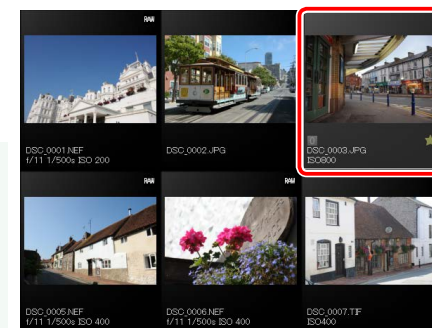 RAW
DSC_0001.NEF
f/11 1/500s ISO 200
DSC_0002.JPG
DSC_0003.JPG
ISO800
RAW
DSC_0005.NEF
f/11 1/500s ISO 400
RAW
DSC_0006.NEF
f/11 1/500s ISO 400
DSC_0007.TIF
ISO400